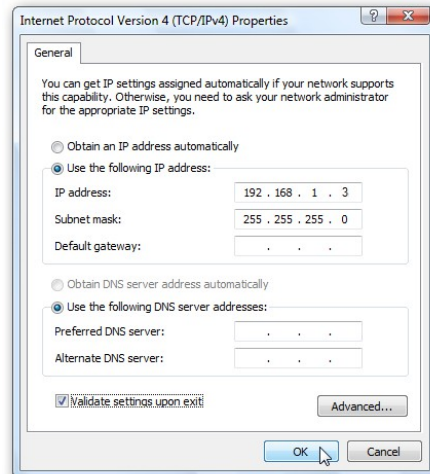 Internet Protocol Version 4 (TCP/IPv4) Properties
General
You can get IP settings assigned automatically if your network supports
this capability. Otherwise, you need to ask your network administrator
for the appropriate IP settings.
Obtain an IP address automatically
Use the following IP address:
IP address: 192 . 168 . 1 . 3
Subnet mask: 255 . 255 . 255 . 0
Default gateway: . . .
Obtain DNS server address automatically
Use the following DNS server addresses:
Preferred DNS server: . . .
Alternate DNS server: . . .
Validate settings upon exit
Advanced...
OK Cancel